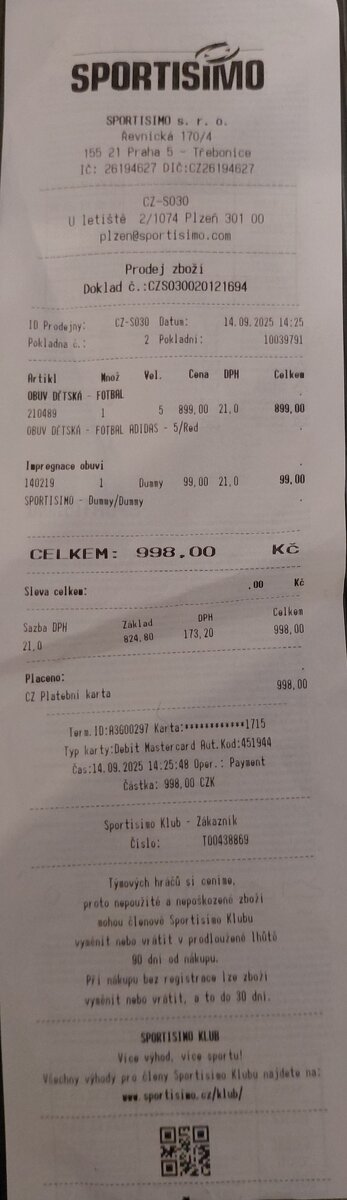 SPORTISIMO
SPORTISIMO s. r. o.
Řevnická 170/4
155 21 Praha 5 - Třebonice
IČ: 26194627 DIČ:CZ26194627
CZ-S030
U letiště 2/1074 Plzeň 301 00
plzen@sportisimo.com
Prodej zboží
Doklad č.:CZS030020121694
ID Prodejny: CZ-S030 Datum: 14.09.2025 14:25
Pokladna č.: 2 Pokladní: 10039791
Artikl Množ Vel. Cena DPH Celkem
OBUV DĚTSKÁ - FOTBAL
210489 1 5 899,00 21,0 899,00
OBUV DĚTSKÁ - FOTBAL ADIDAS - 5/Red
Impregnace obuvi
140219 1 Dummy 99,00 21,0 99,00
SPORTISIMO - Dummy/Dummy
CELKEM: 998.00 Kč
Sleva celkem: .00 Kč
Sazba DPH Základ DPH Celkem
21,0 824,80 173,20 998,00
Placeno:
CZ Platební karta 998,00
Term.ID:A3G00297 Karta:************1715
Typ karty:Debit Mastercard Aut.Kod:451944
Čas:14.09.2025 14:25:48 Oper.: Payment
Částka: 998,00 CZK
Sportisimo Klub - Zákazník
Číslo: T00438869
Týmových hráčů si ceníme,
proto nepoužité a nepoškozené zboží
mohou členové Sportisimo Klubu
vyměnit nebo vrátit v prodloužené lhůtě
90 dní od nákupu.
Při nákupu bez registrace lze zboží
vyměnit nebo vrátit, a to do 30 dní.
SPORTISIMO KLUB
Více výhod, více sportu!
Všechny výhody pro členy Sportisimo Klubu najdete na:
www.sportisimo.cz/klub/